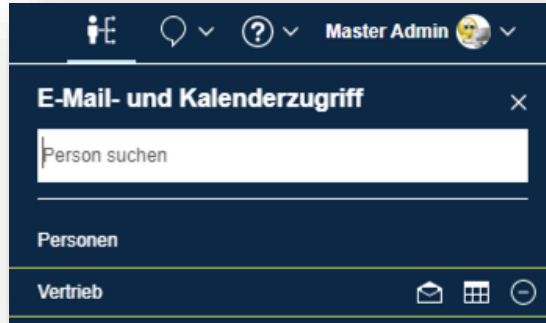 Master Admin
E-Mail- und Kalenderzugriff
Person suchen
Personen
Vertrieb